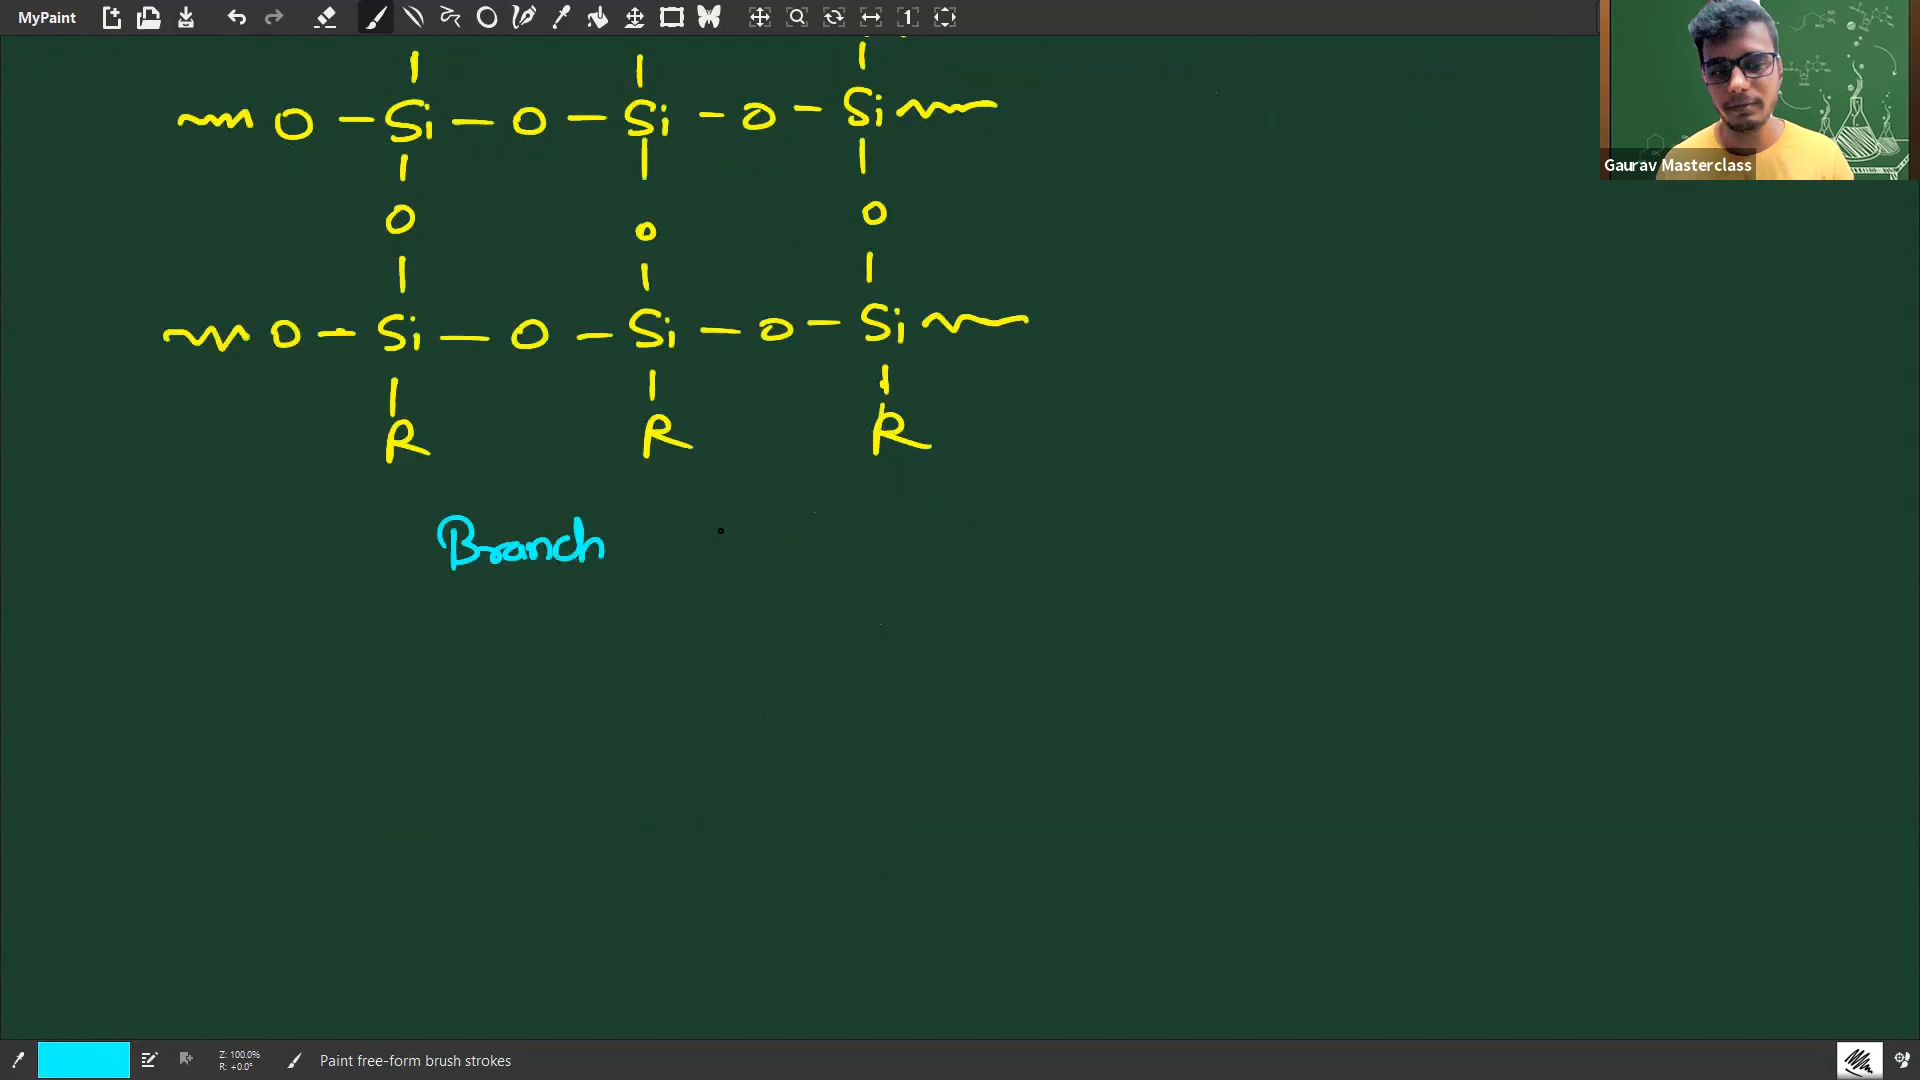 MyPaint
Gaurav Masterclass
O – Si – O – Si – O – Si
O O O
O – Si – O – Si – O – Si
R R R
Branch
Z: 100.0%
R: +0.0°
Paint free-form brush strokes